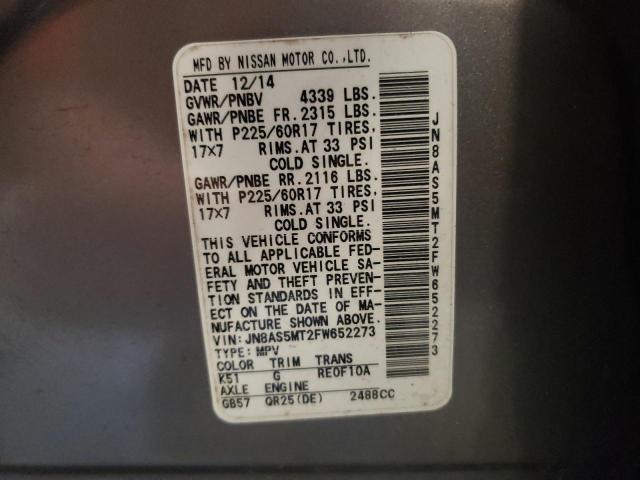 MFD BY NISSAN MOTOR CO.,LTD.
DATE 12/14
GVWR/PNBV 4339 LBS.
GAWR/PNBE FR.2315 LBS.
WITH P225/60R17 TIRES,
17x7 RIMS.AT 33 PSI
COLD SINGLE.
GAWR/PNBE RR.2116 LBS.
WITH P225/60R17 TIRES,
17x7 RIMS.AT 33 PSI
COLD SINGLE.
THIS VEHICLE CONFORMS
TO ALL APPLICABLE FED-
ERAL MOTOR VEHICLE SA-
FETY AND THEFT PREVEN-
TION STANDARDS IN EFF-
ECT ON THE DATE OF MA-
NUFACTURE SHOWN ABOVE.
VIN:JN8AS5MT2FW652273
TYPE:MPV
COLOR TRIM TRANS
K51 G RE0F10A
AXLE ENGINE
GB57 QR25(DE) 2488CC
JN8AS5MT2FW652273